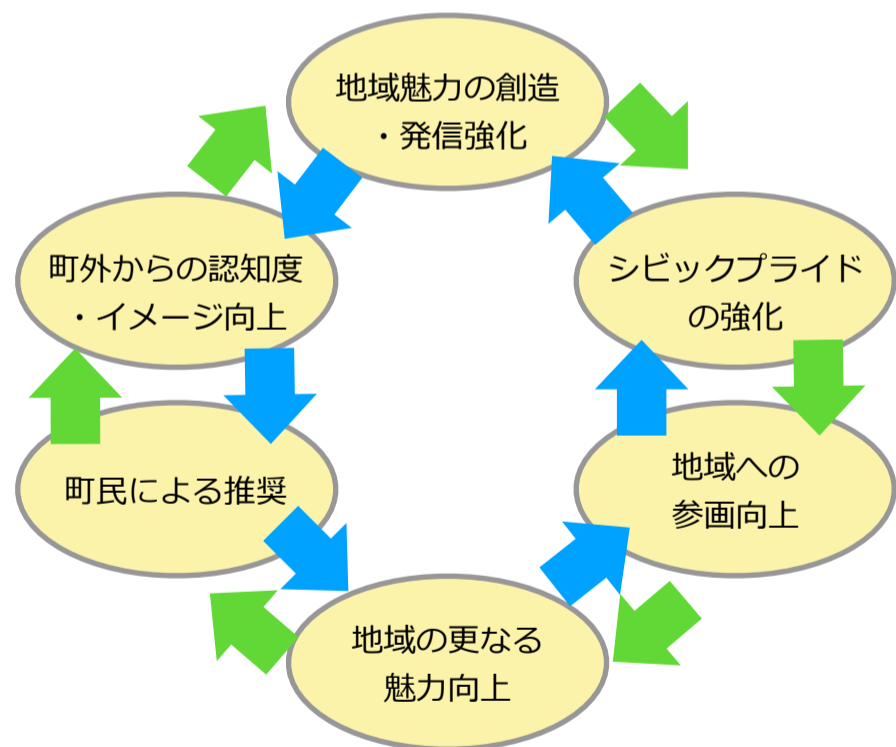 地域魅力の創造
・発信強化
町外からの認知度
・イメージ向上
シビックプライド
の強化
町民による推奨
地域への
参画向上
地域の更なる
魅力向上